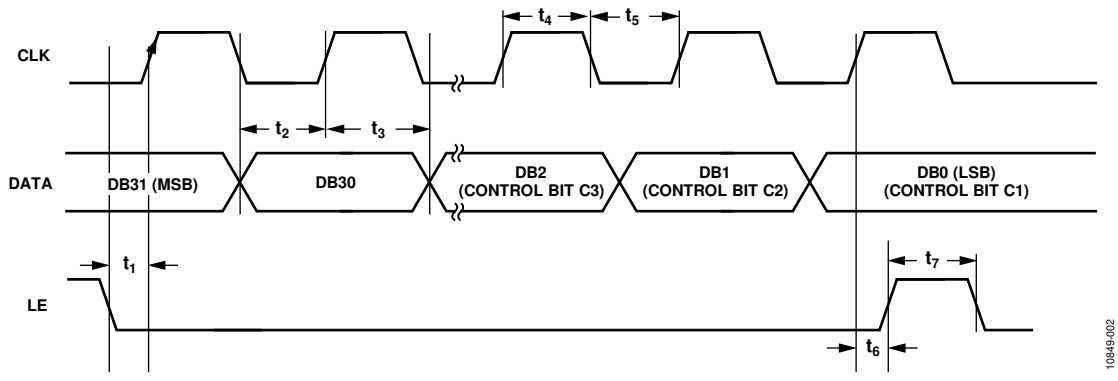 t4
t5
CLK
t2
t3
DATA
DB31 (MSB)
DB30
DB2
(CONTROL BIT C3)
DB1
(CONTROL BIT C2)
DB0 (LSB)
(CONTROL BIT C1)
t1
t7
LE
t6
10849-002